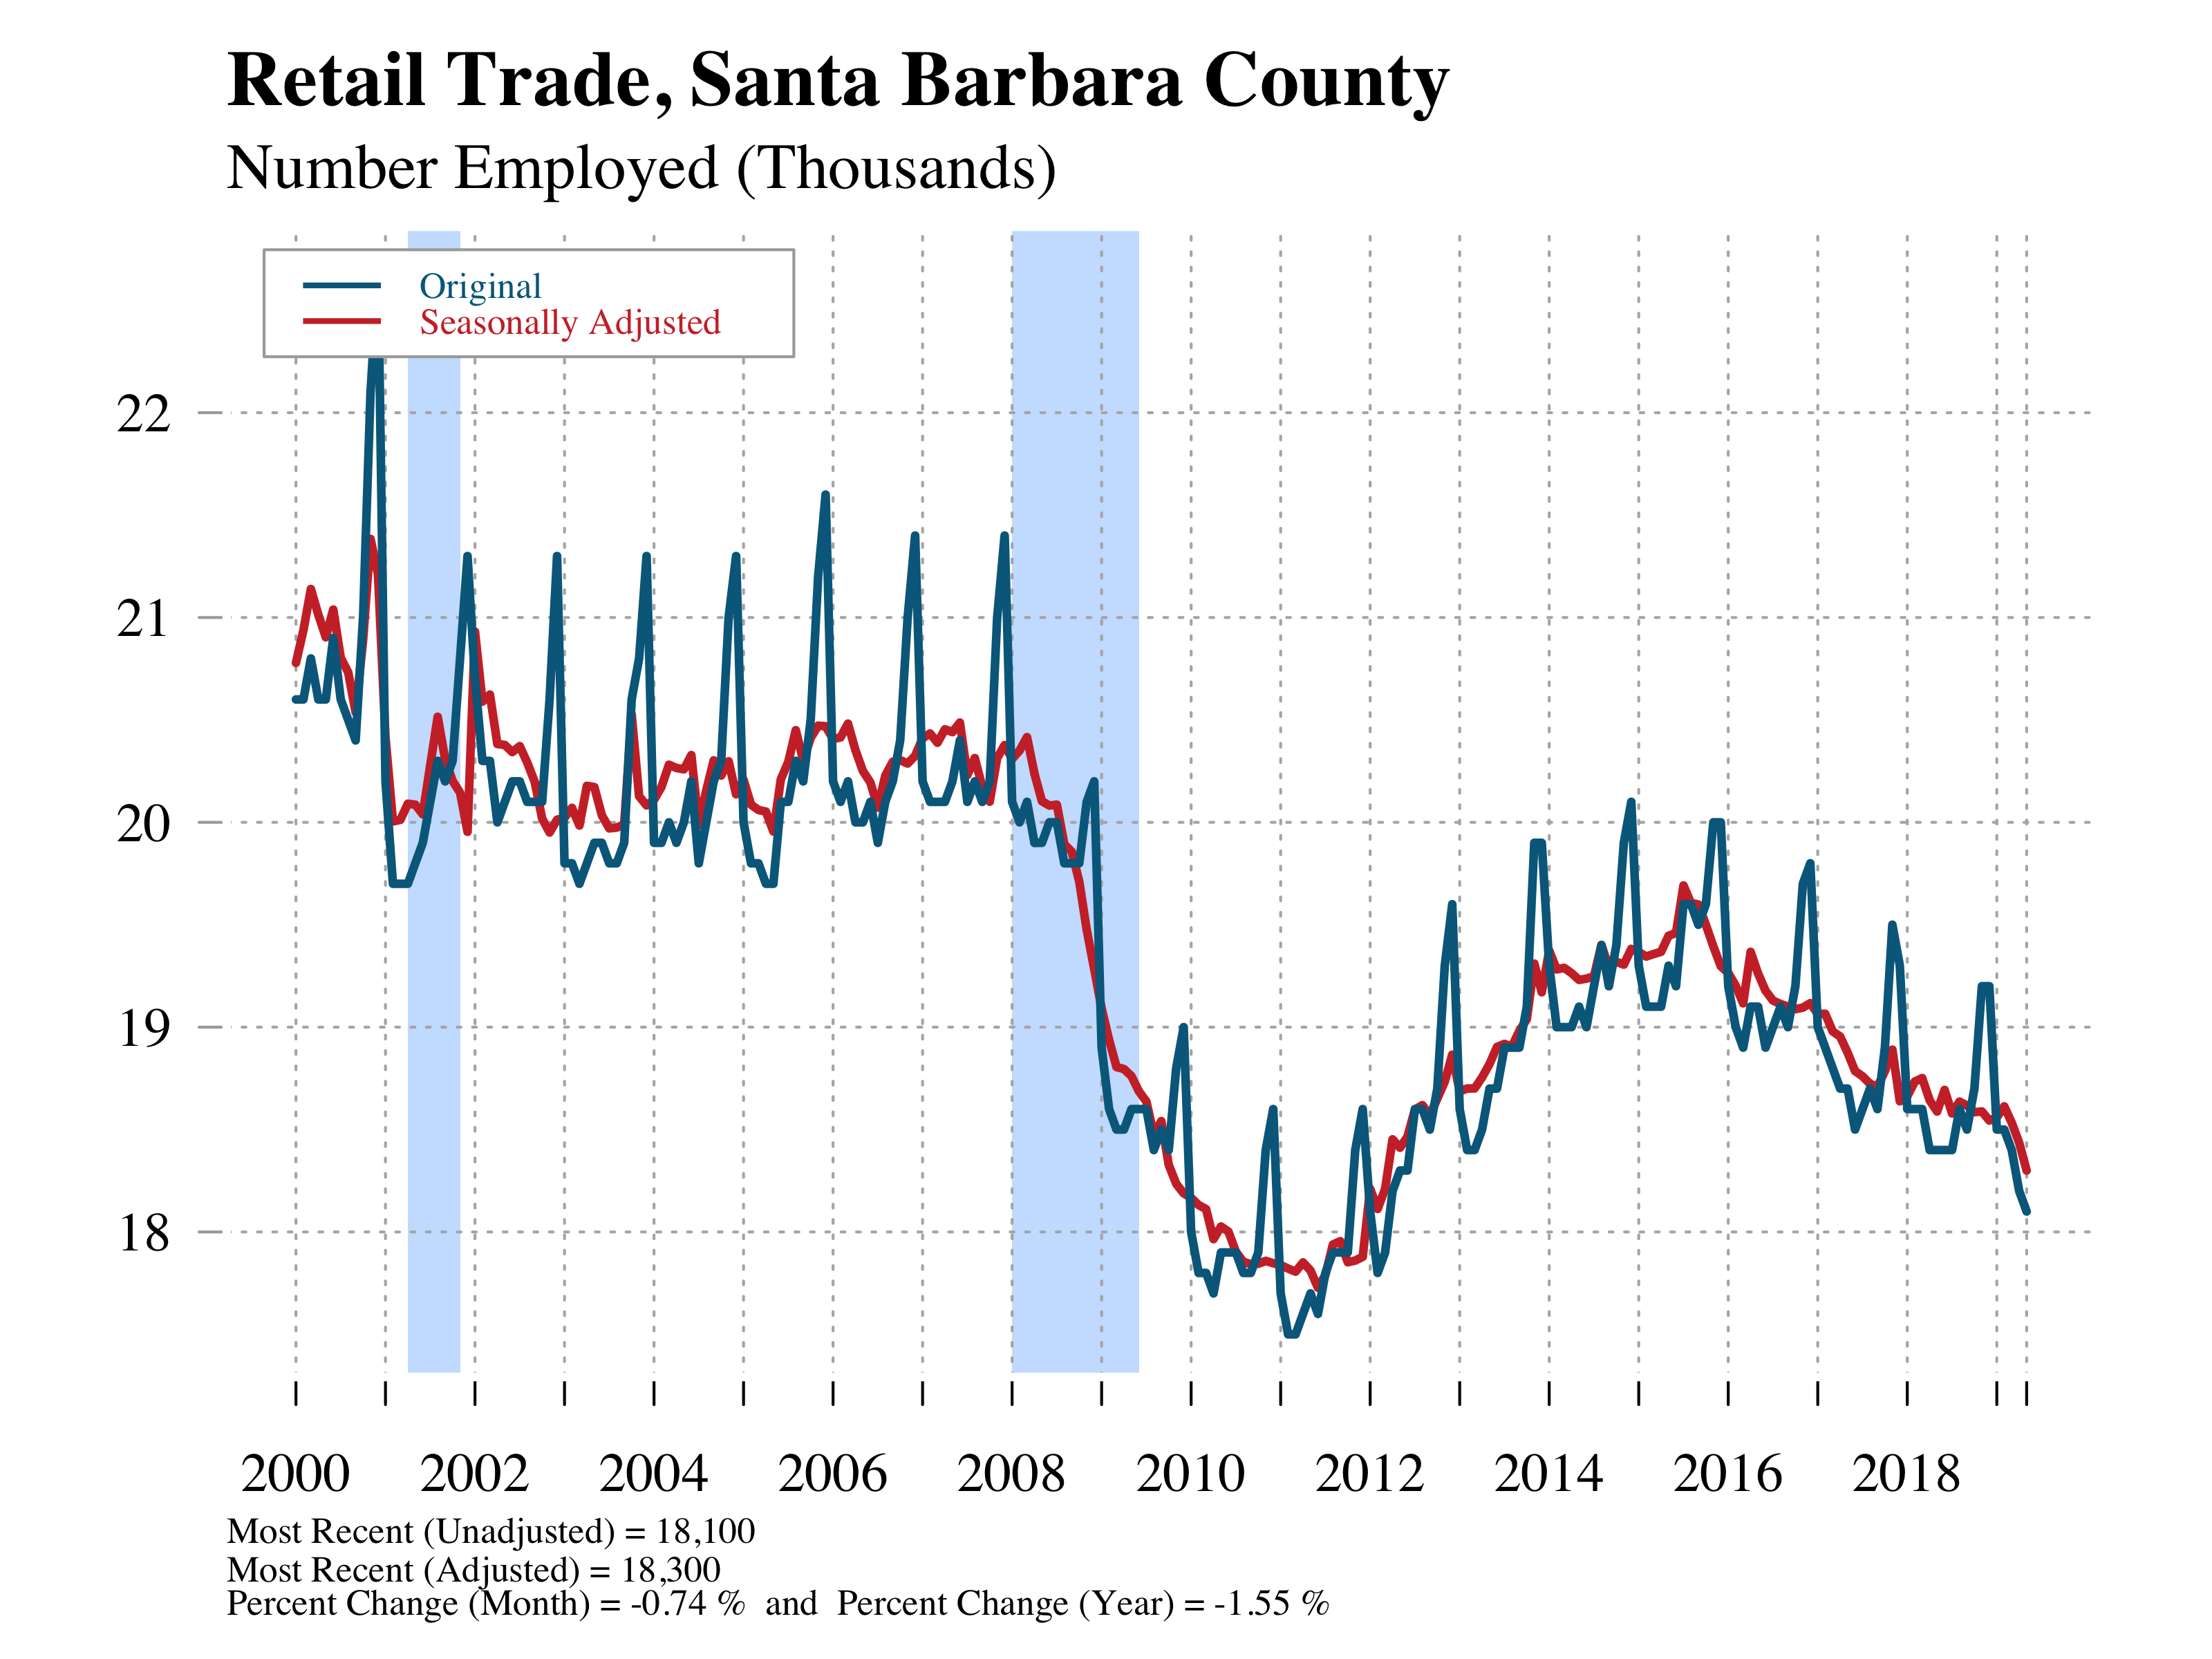 Retail Trade, Santa Barbara County
Number Employed (Thousands)
Original
Seasonally Adjusted
22
21
20
19
18
2000 2002 2004 2006 2008 2010 2012 2014 2016 2018
Most Recent (Unadjusted) = 18,100
Most Recent (Adjusted) = 18,300
Percent Change (Month) = -0.74 % and Percent Change (Year) = -1.55 %